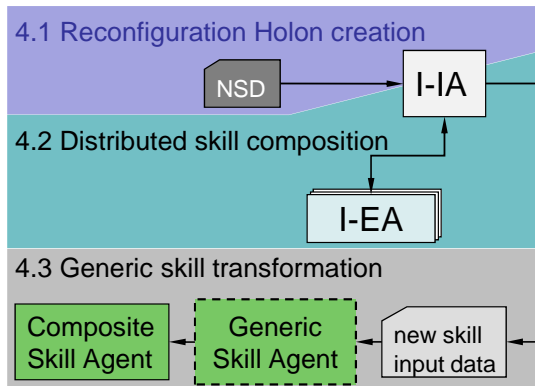 4.1 Reconfiguration Holon creation
NSD
I-IA
4.2 Distributed skill composition
I-EA
4.3 Generic skill transformation
Composite
Skill Agent
Generic
Skill Agent
new skill
input data